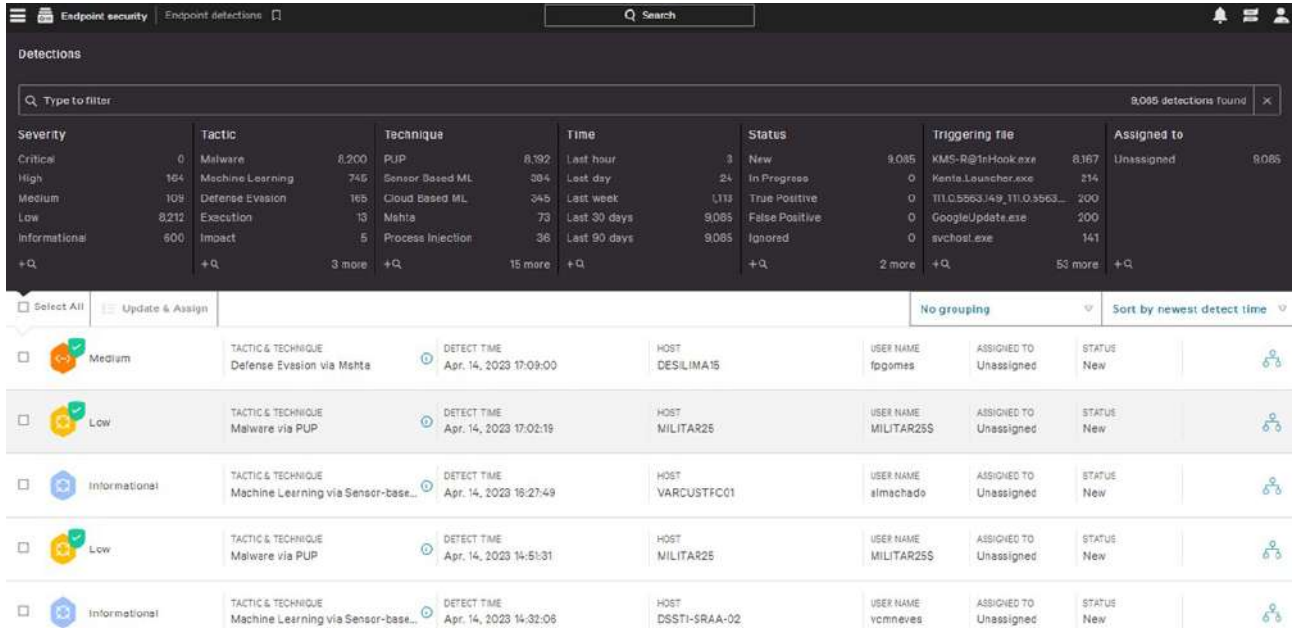 Endpoint security Endpoint detections Search
Detections
Type to filter 9,085 detections found
Severity Tactic Technique Time Status Triggering file Assigned to
Critical 0 Malware 8,200 PUP 8,192 Last hour 3 New 9,085 KMS-R@1nHook.exe 8,167 Unassigned 9,085
High 164 Machine Learning 746 Sensor Based ML 384 Last day 24 In Progress 0 Kenta.Launcher.exe 214
Medium 109 Defense Evasion 165 Cloud Based ML 345 Last week 1,113 True Positive 0 111.0.5563.149_111.0.5563... 200
Low 8,212 Execution 13 Mshta 73 Last 30 days 9,085 False Positive 0 GoogleUpdate.exe 200
Informational 600 Impact 5 Process Injection 36 Last 90 days 9,085 Ignored 0 svchost.exe 141
3 more 15 more 2 more 53 more
Select All Update & Assign No grouping Sort by newest detect time
TACTIC & TECHNIQUE DETECT TIME HOST USER NAME ASSIGNED TO STATUS
Medium Defense Evasion via Mshta Apr. 14, 2023 17:09:00 DESILIMA15 fpgomes Unassigned New
TACTIC & TECHNIQUE DETECT TIME HOST USER NAME ASSIGNED TO STATUS
Low Malware via PUP Apr. 14, 2023 17:02:19 MILITAR25 MILITAR25$ Unassigned New
TACTIC & TECHNIQUE DETECT TIME HOST USER NAME ASSIGNED TO STATUS
Informational Machine Learning via Sensor-base... Apr. 14, 2023 16:27:49 VARCUSTFC01 almachado Unassigned New
TACTIC & TECHNIQUE DETECT TIME HOST USER NAME ASSIGNED TO STATUS
Low Malware via PUP Apr. 14, 2023 14:51:31 MILITAR25 MILITAR25$ Unassigned New
TACTIC & TECHNIQUE DETECT TIME HOST USER NAME ASSIGNED TO STATUS
Informational Machine Learning via Sensor-base... Apr. 14, 2023 14:32:06 DSSTI-SRAA-02 vcmneves Unassigned New